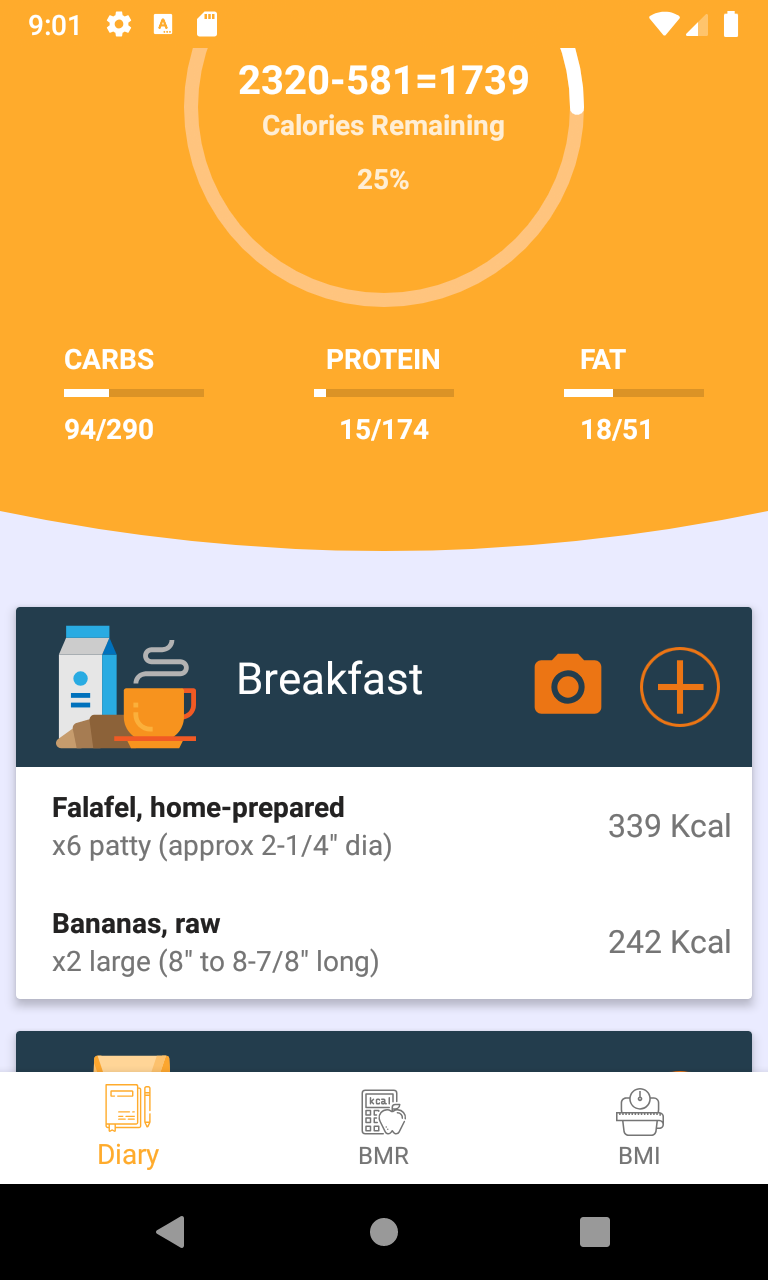 9:01
2320-581=1739
Calories Remaining
25%
CARBS PROTEIN FAT
94/290 15/174 18/51
Breakfast
Falafel, home-prepared
x6 patty (approx 2-1/4" dia)
339 Kcal
Bananas, raw
x2 large (8" to 8-7/8" long)
242 Kcal
kcal
Diary BMR BMI